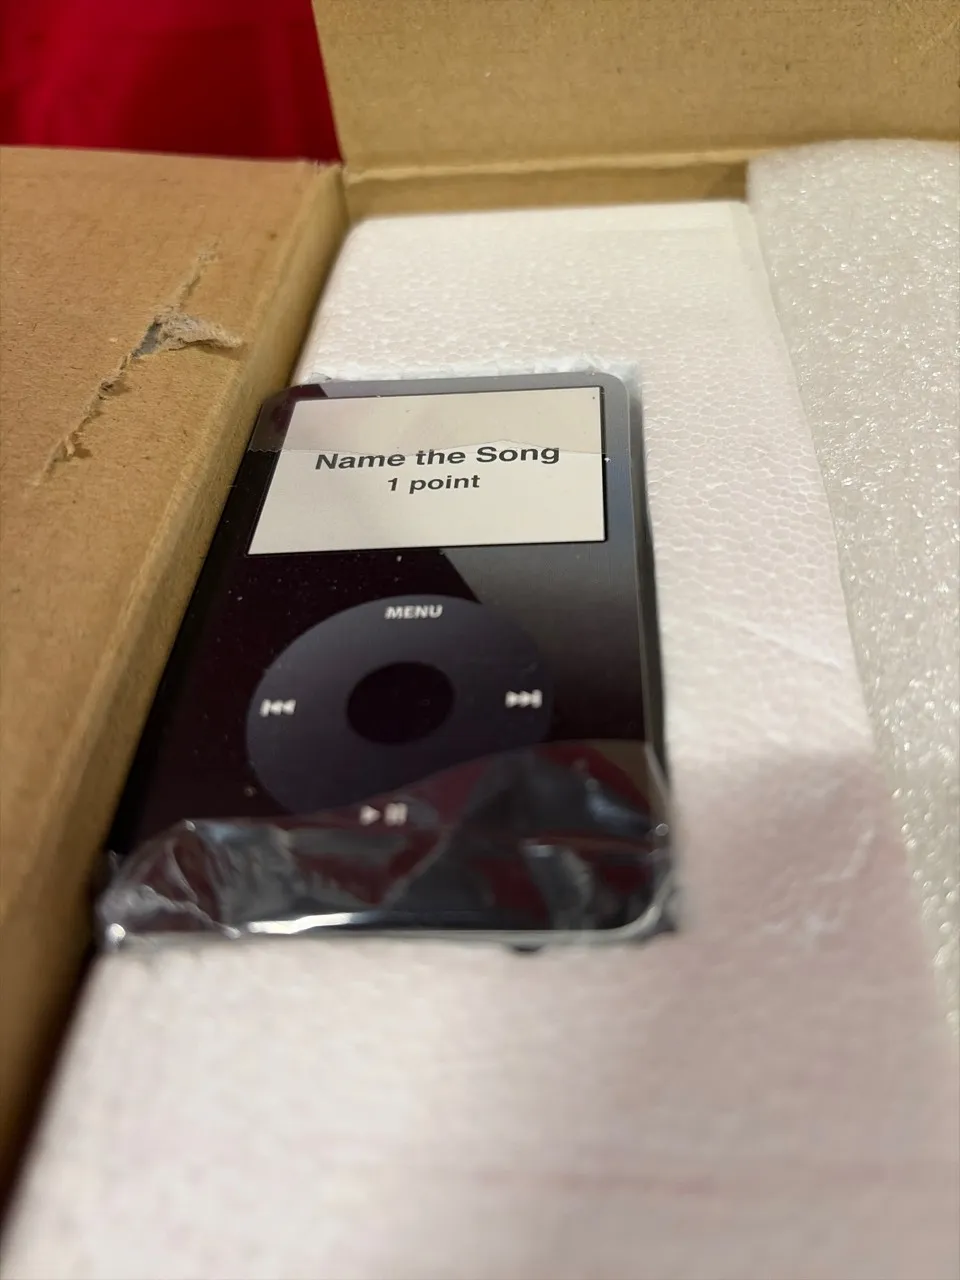 Name the Song
1 point
MENU